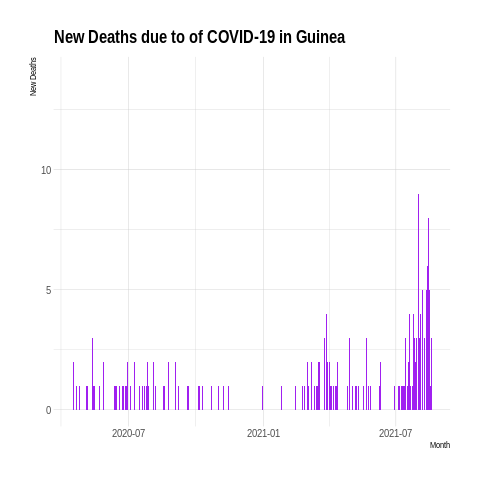 New Deaths due to of COVID-19 in Guinea
New Deaths
10
5
0
2020-07
2021-01
2021-07
Month